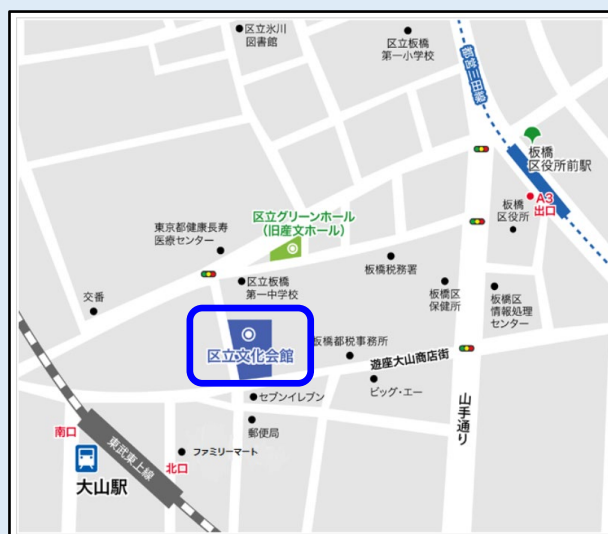 区立氷川
図書館
区立板橋
第一小学校
都営三田線
板橋
区役所前駅
A3
出口
板橋
区役所
区立グリーンホール
(旧産文ホール)
東京都健康長寿
医療センター
板橋税務署
区立板橋
第一中学校
板橋区
保健所
板橋区
情報処理
センター
交番
区立文化会館
板橋都税事務所
遊座大山商店街
ビッグ・エー
セブンイレブン
山手通り
郵便局
南口
東武東上線
北口
ファミリーマート
大山駅